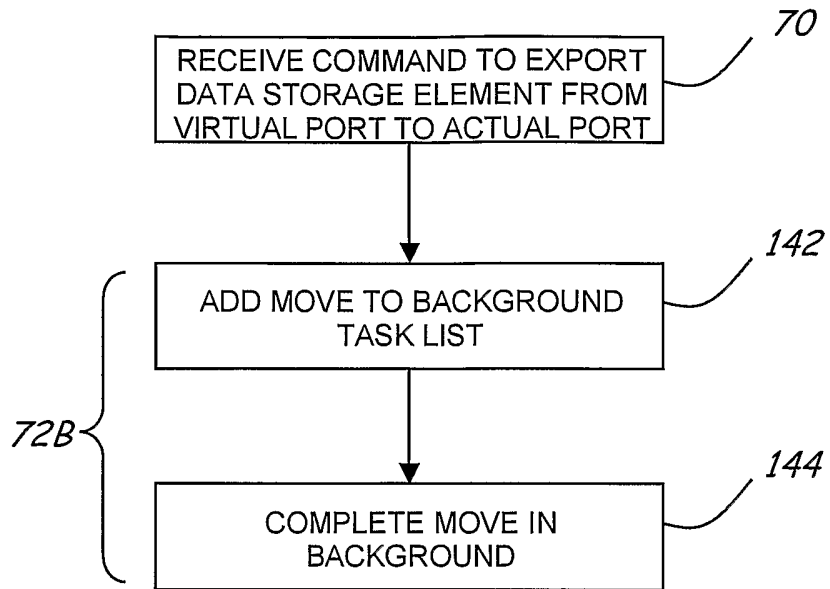 70
RECEIVE COMMAND TO EXPORT
DATA STORAGE ELEMENT FROM
VIRTUAL PORT TO ACTUAL PORT
142
ADD MOVE TO BACKGROUND
TASK LIST
72B
144
COMPLETE MOVE IN
BACKGROUND